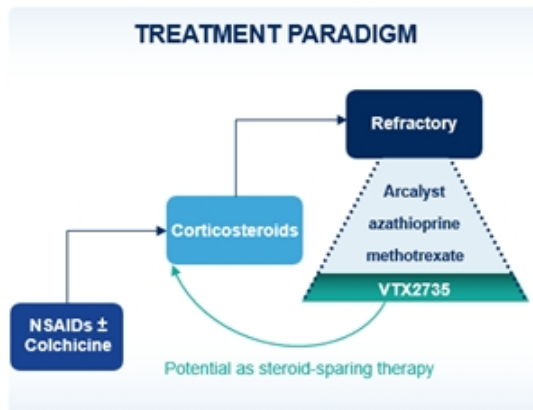 TREATMENT PARADIGM
Refractory
Arcalyst
azathioprine
methotrexate
VTX2735
Corticosteroids
NSAIDs ±
Colchicine
Potential as steroid-sparing therapy